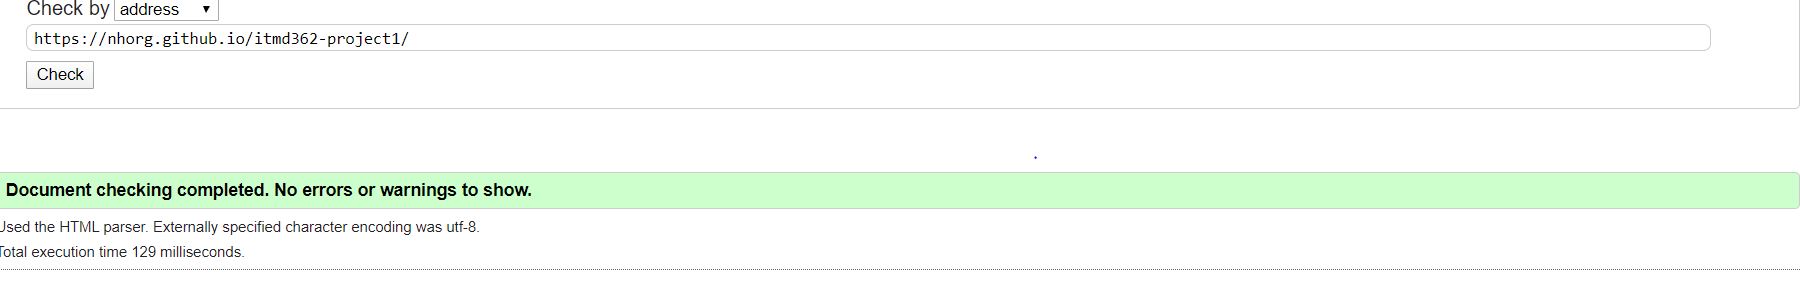 Check by address
https://nhorg.github.io/itmd362-project1/
Check
Document checking completed. No errors or warnings to show.
Used the HTML parser. Externally specified character encoding was utf-8.
Total execution time 129 milliseconds.